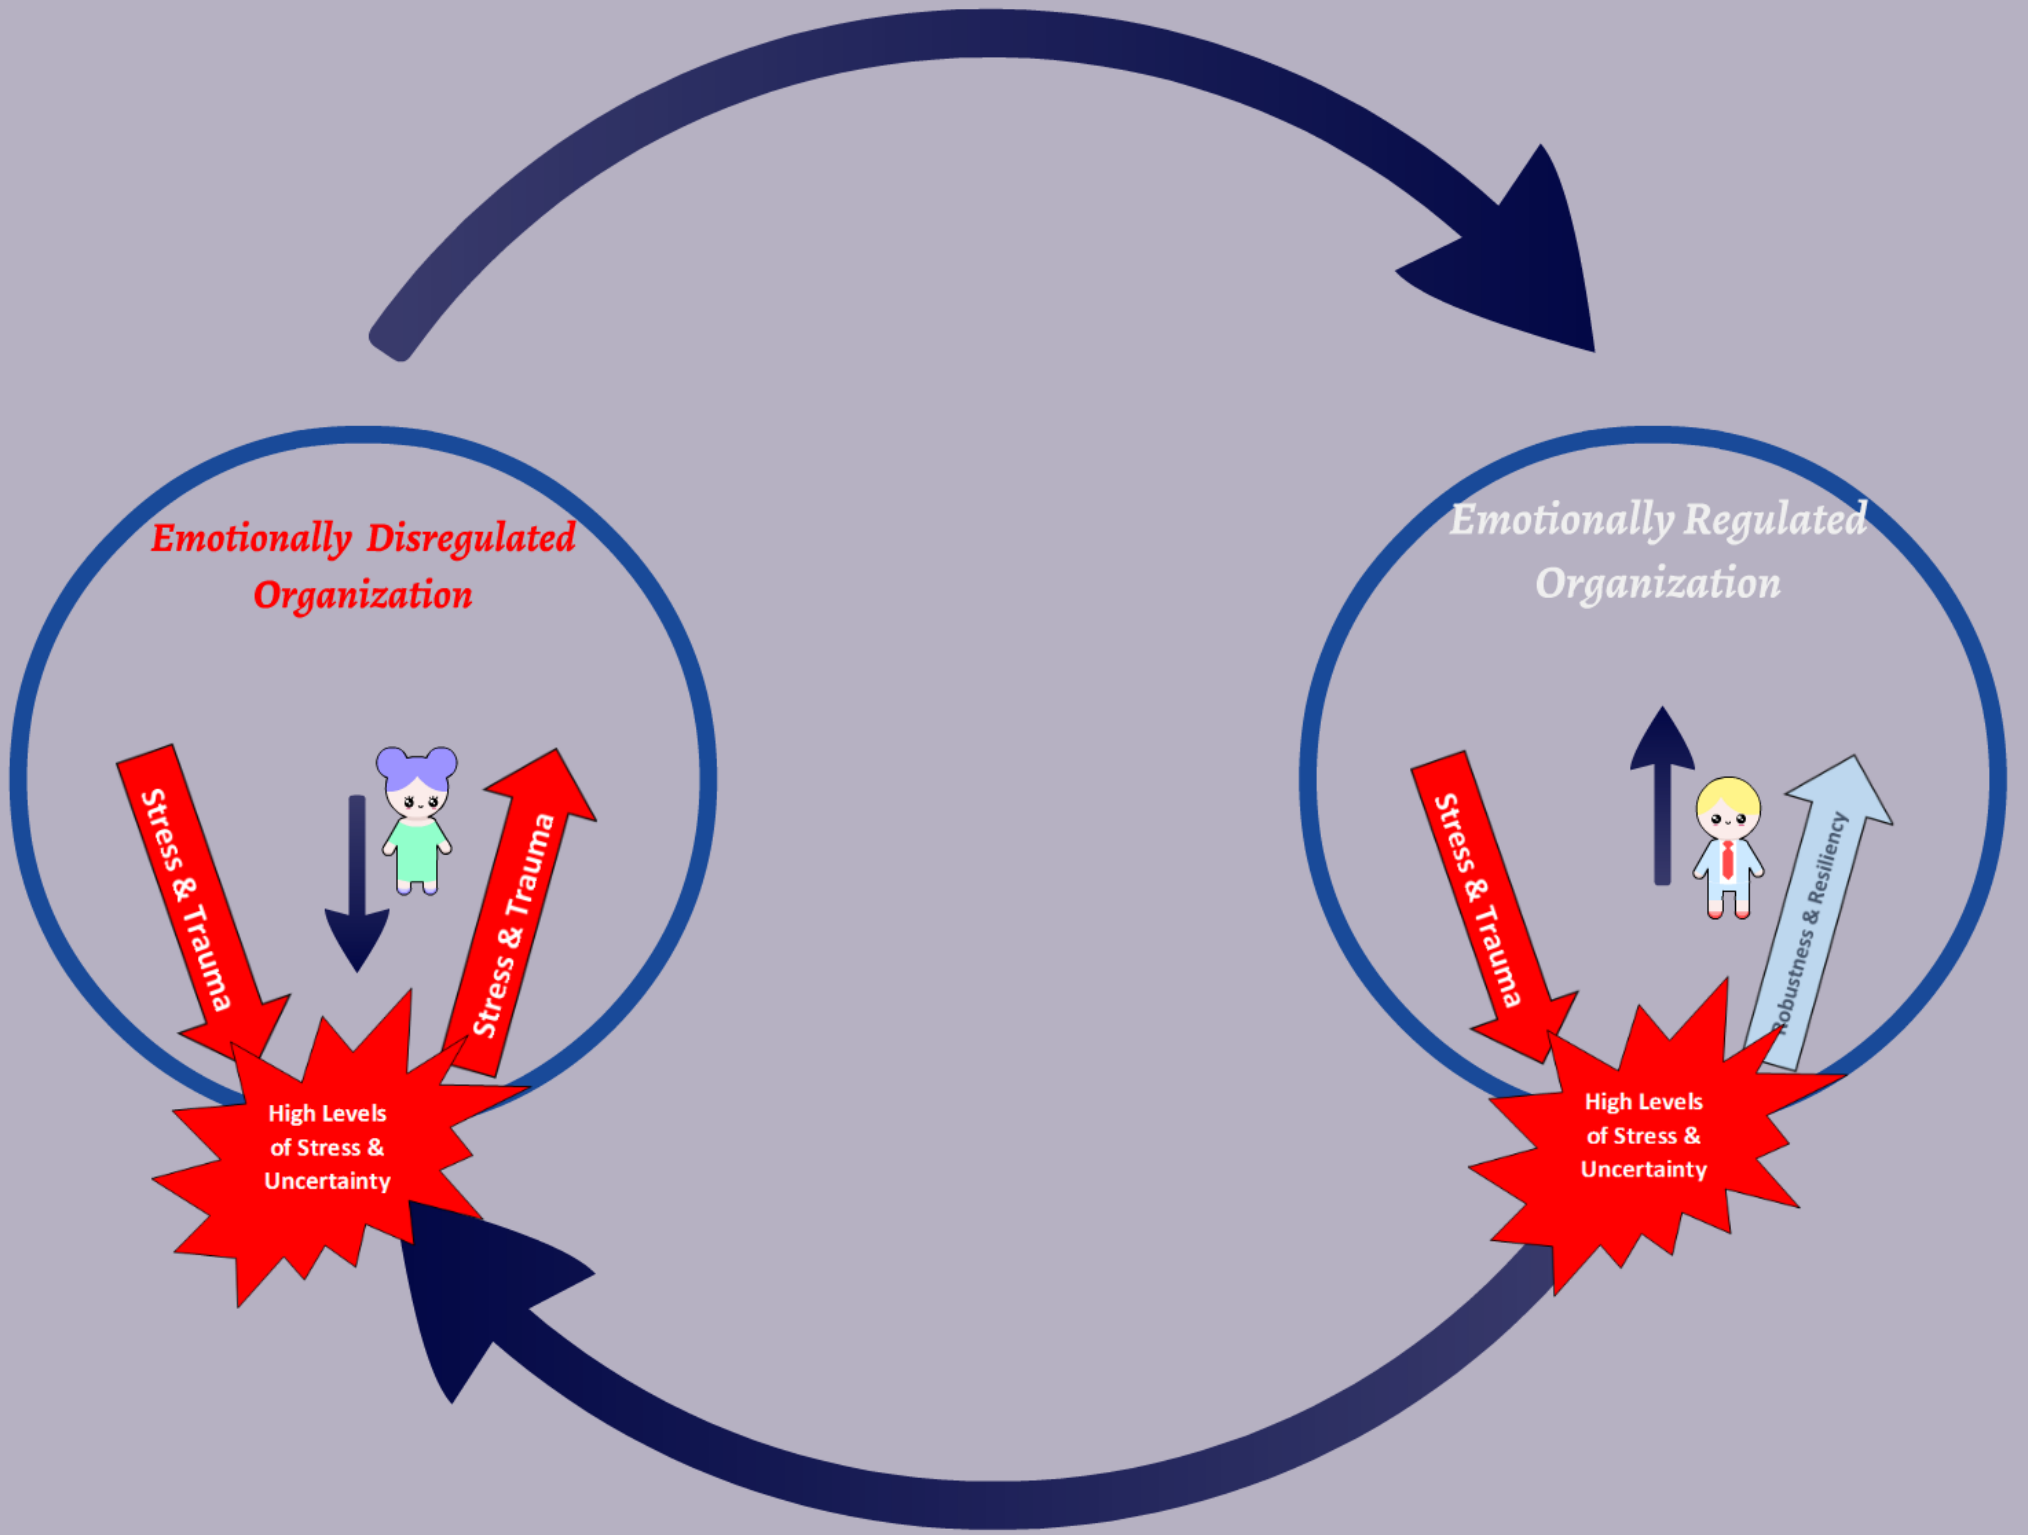 Emotionally Disregulated
Organization
Stress & Trauma
Stress & Trauma
High Levels
of Stress &
Uncertainty
Emotionally Regulated
Organization
Stress & Trauma
Robustness & Resiliency
High Levels
of Stress &
Uncertainty